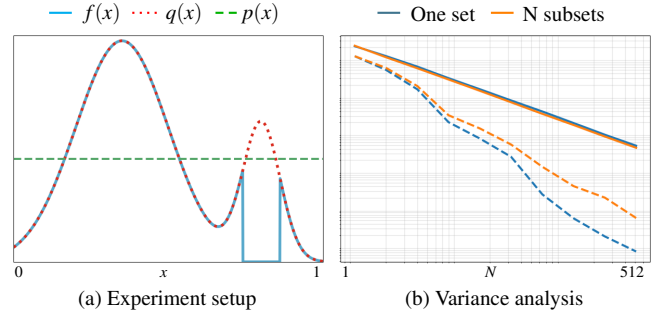 f(x) q(x) p(x)
One set N subsets
0 x 1
1 N 512
(a) Experiment setup
(b) Variance analysis